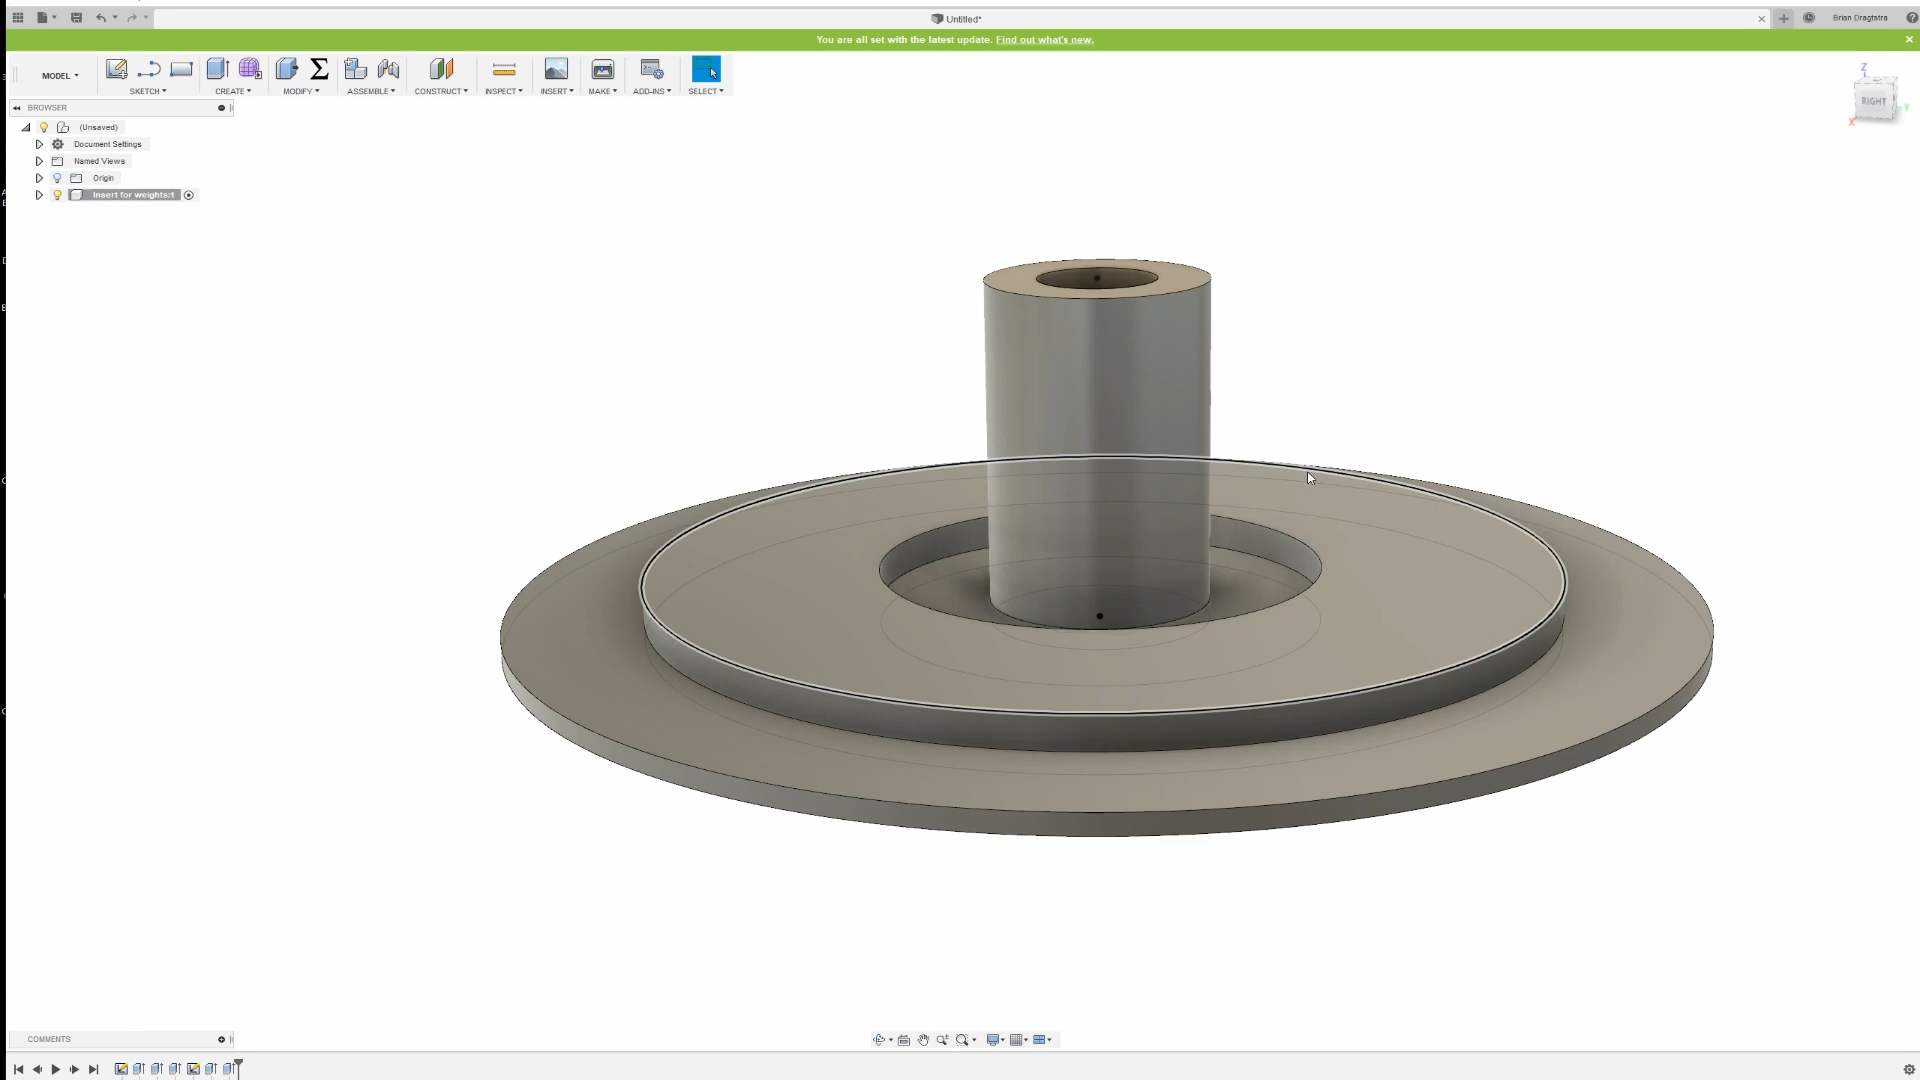 Untitled*
Brian Dragtstra
You are all set with the latest update. Find out what's new.
MODEL
SKETCH
CREATE
MODIFY
ASSEMBLE
CONSTRUCT
INSPECT
INSERT
MAKE
ADD-INS
SELECT
Z
RIGHT
Y
X
BROWSER
(Unsaved)
Document Settings
Named Views
Origin
Insert for weights:1
COMMENTS